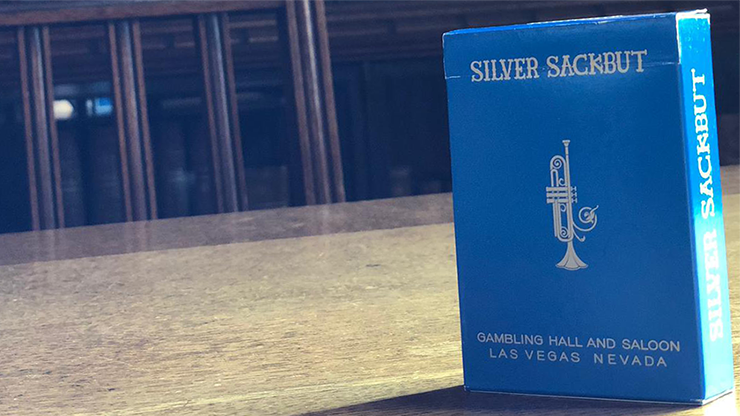 SILVER SACKBUT
GAMBLING HALL AND SALOON
LAS VEGAS NEVADA
SILVER SACKBUT